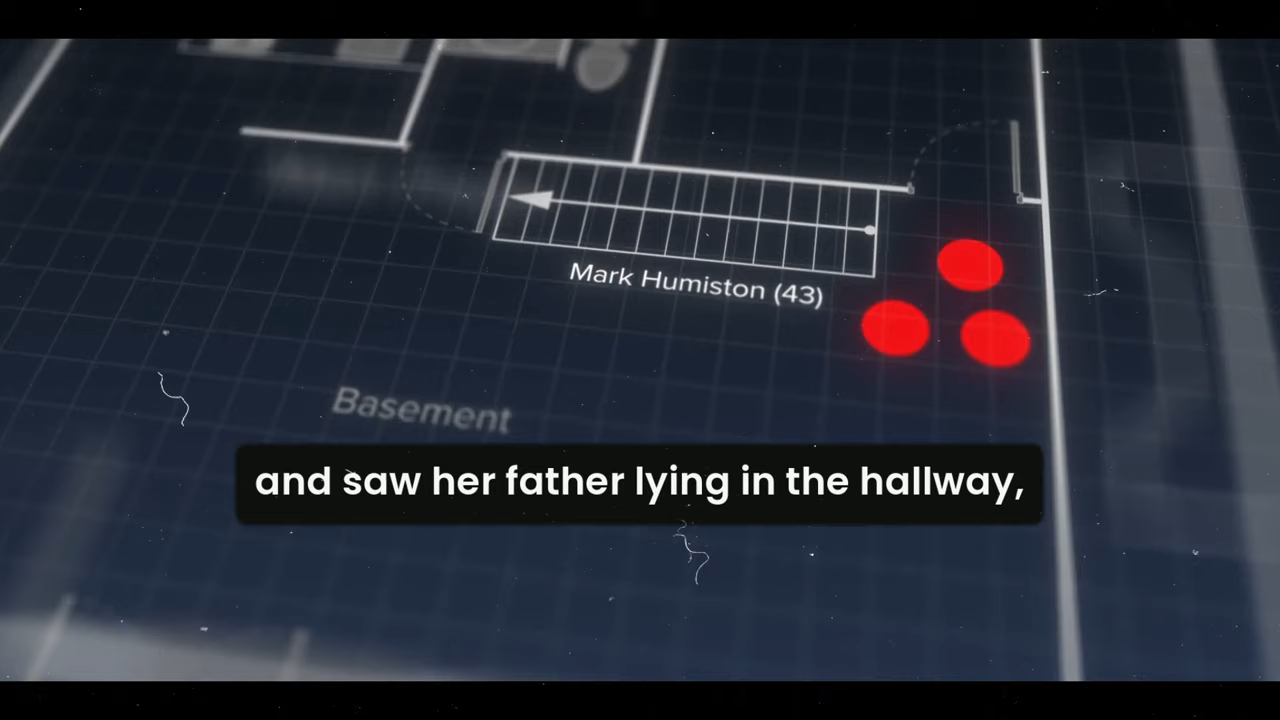 Mark Humiston (43)
Basement
and saw her father lying in the hallway,